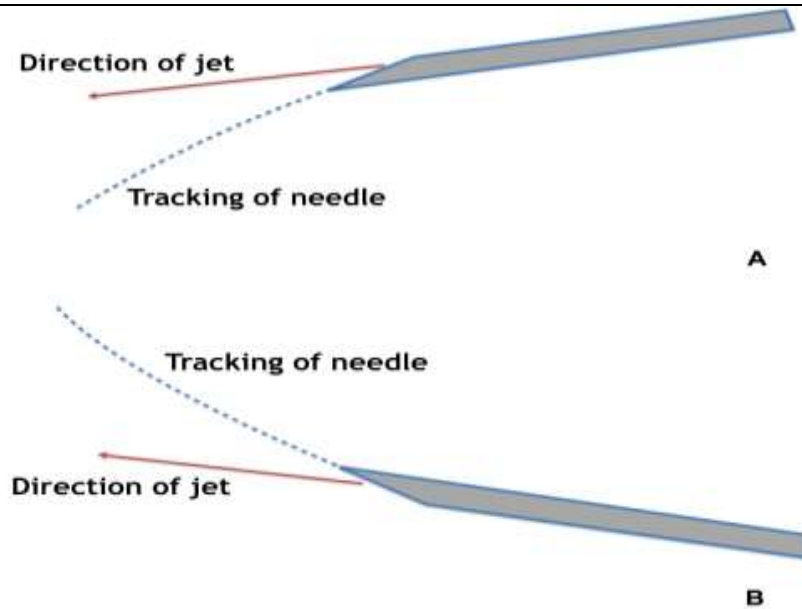 Direction of jet
Tracking of needle
A
Tracking of needle
Direction of jet
B